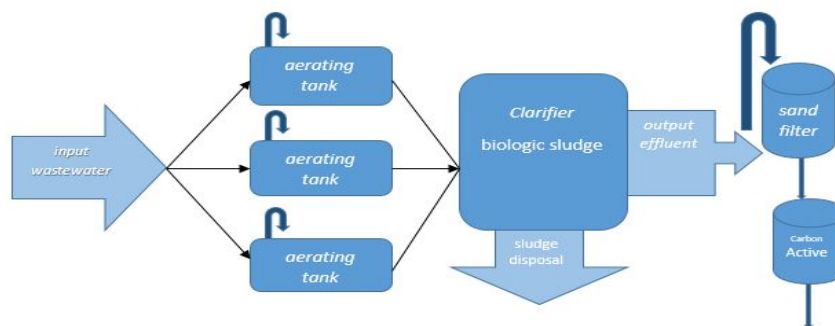 input
wastewater
aerating
tank
aerating
tank
aerating
tank
Clarifier
biologic sludge
sludge
disposal
output
effluent
sand
filter
Carbon
Active